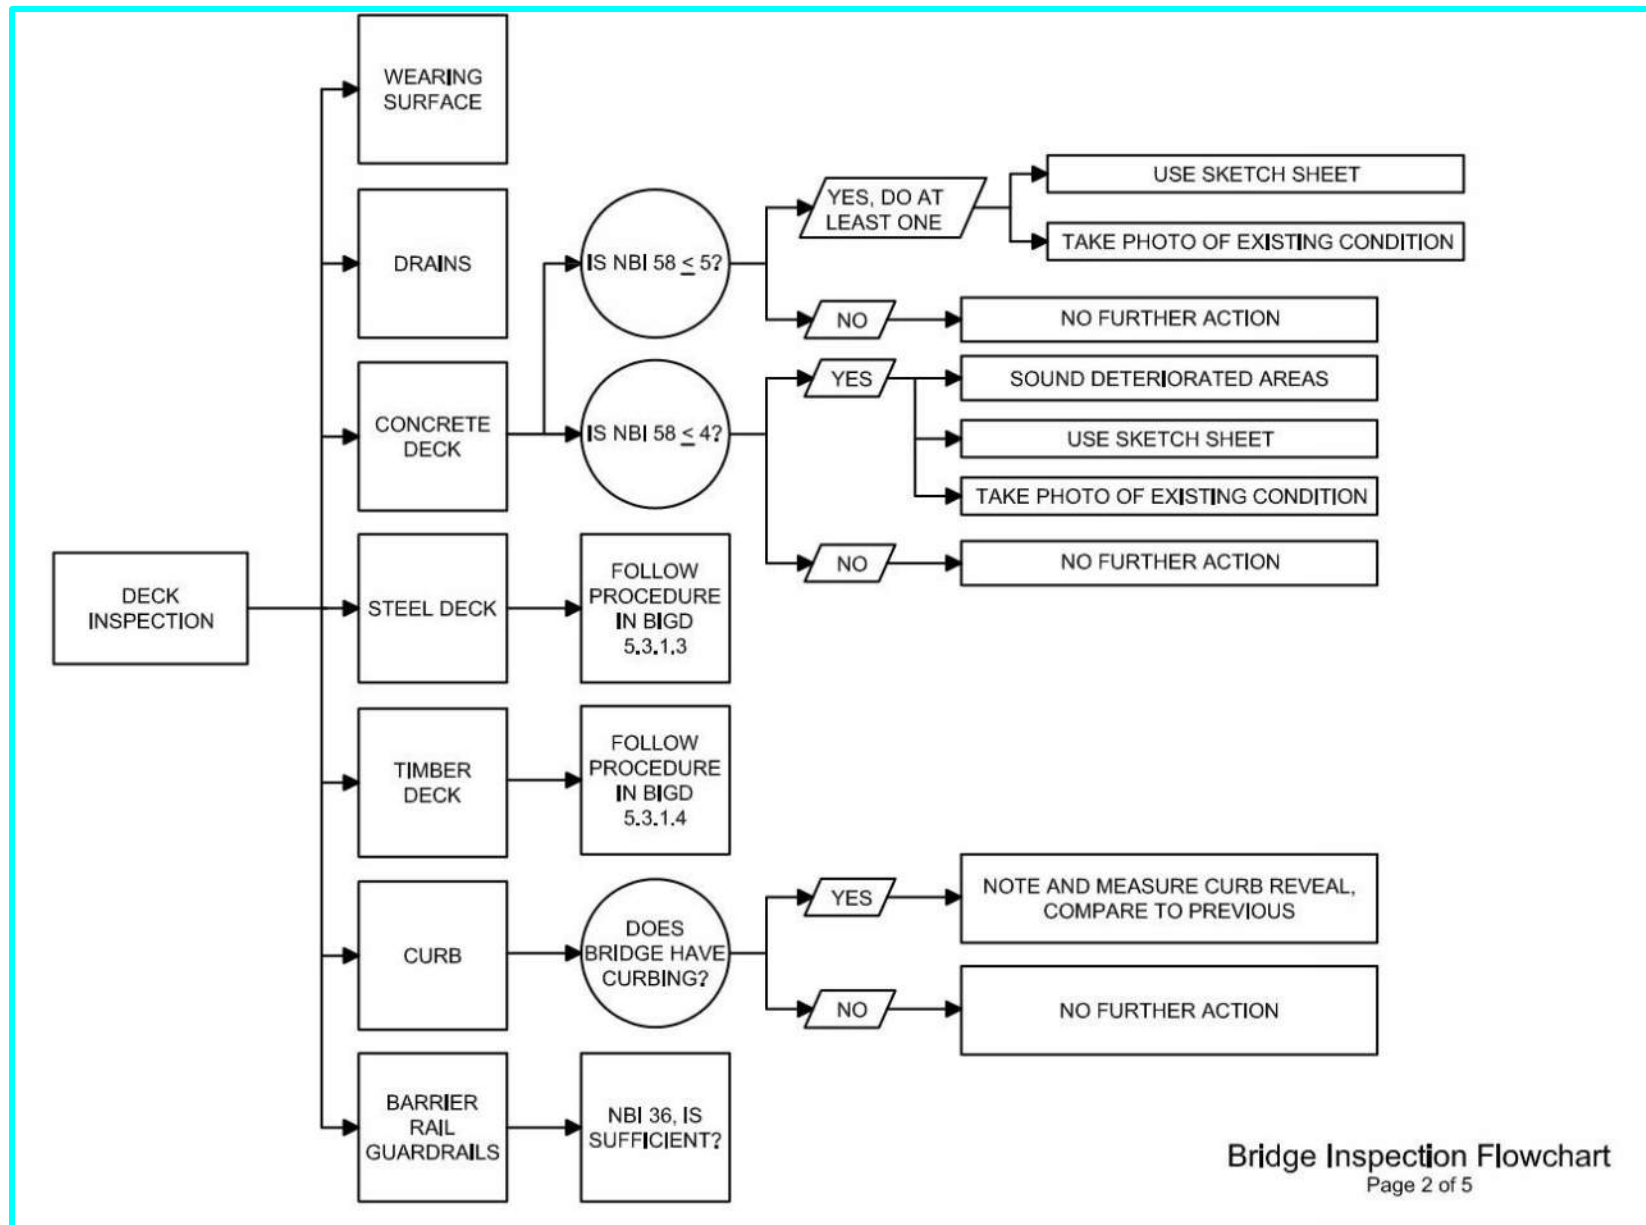 WEARING
SURFACE
DRAINS
IS NBI 58 ≤ 5?
YES, DO AT
LEAST ONE
USE SKETCH SHEET
TAKE PHOTO OF EXISTING CONDITION
NO
NO FURTHER ACTION
CONCRETE
DECK
IS NBI 58 ≤ 4?
YES
SOUND DETERIORATED AREAS
USE SKETCH SHEET
TAKE PHOTO OF EXISTING CONDITION
NO
NO FURTHER ACTION
DECK
INSPECTION
STEEL DECK
FOLLOW
PROCEDURE
IN BIGD
5.3.1.3
TIMBER
DECK
FOLLOW
PROCEDURE
IN BIGD
5.3.1.4
CURB
DOES
BRIDGE HAVE
CURBING?
YES
NOTE AND MEASURE CURB REVEAL,
COMPARE TO PREVIOUS
NO
NO FURTHER ACTION
BARRIER
RAIL
GUARDRAILS
NBI 36, IS
SUFFICIENT?
Bridge Inspection Flowchart
Page 2 of 5